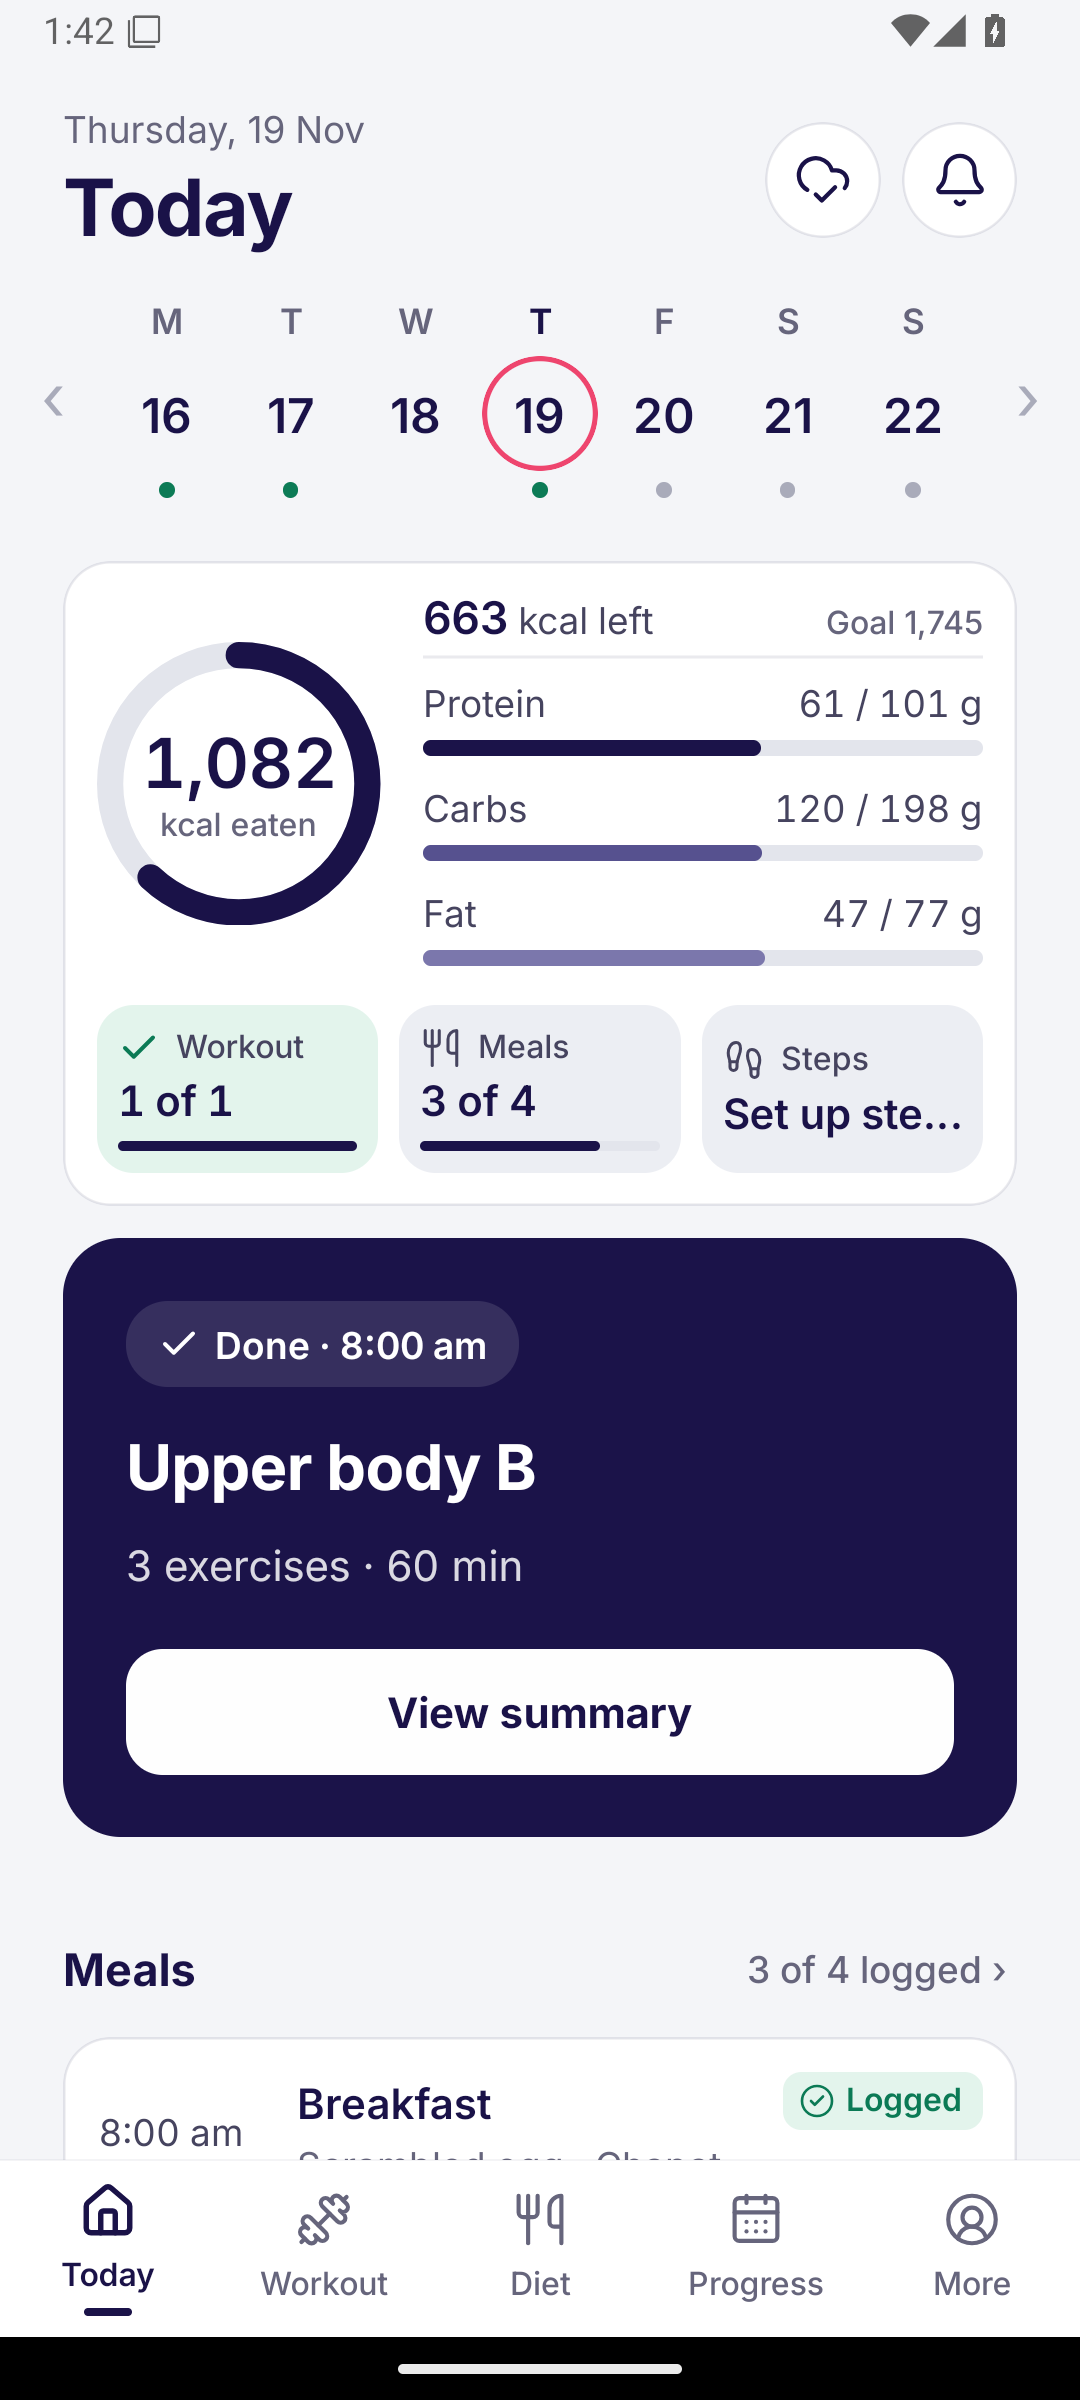 1:42
Thursday, 19 Nov
Today
M T W T F S S
‹ 16 17 18 19 20 21 22 ›
663 kcal left Goal 1,745
1,082
kcal eaten
Protein 61 / 101 g
Carbs 120 / 198 g
Fat 47 / 77 g
Workout
1 of 1
Meals
3 of 4
Steps
Set up ste...
Done · 8:00 am
Upper body B
3 exercises · 60 min
View summary
Meals 3 of 4 logged ›
Breakfast Logged
8:00 am
Today Workout Diet Progress More